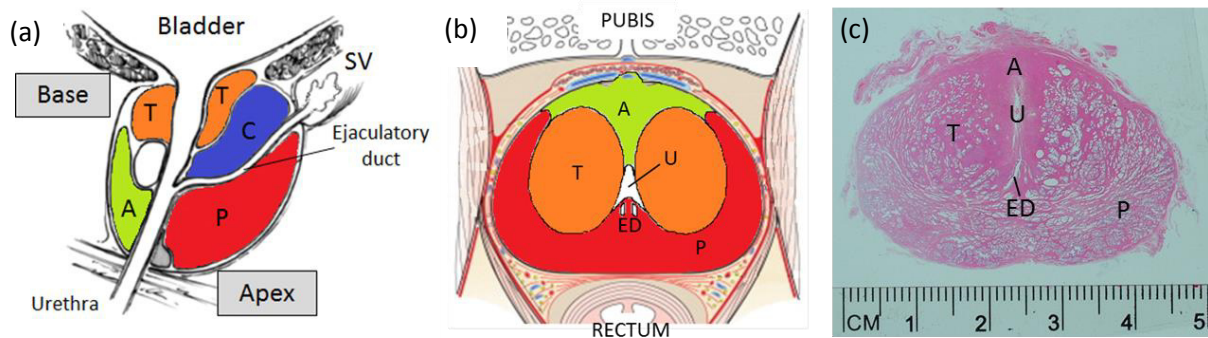 (a)
Bladder
SV
Base
T
T
C
Ejaculatory
duct
A
P
Urethra
Apex
(b)
PUBIS
A
T
U
ED
P
RECTUM
(c)
A
U
T
ED
P
CM 1 2 3 4 5